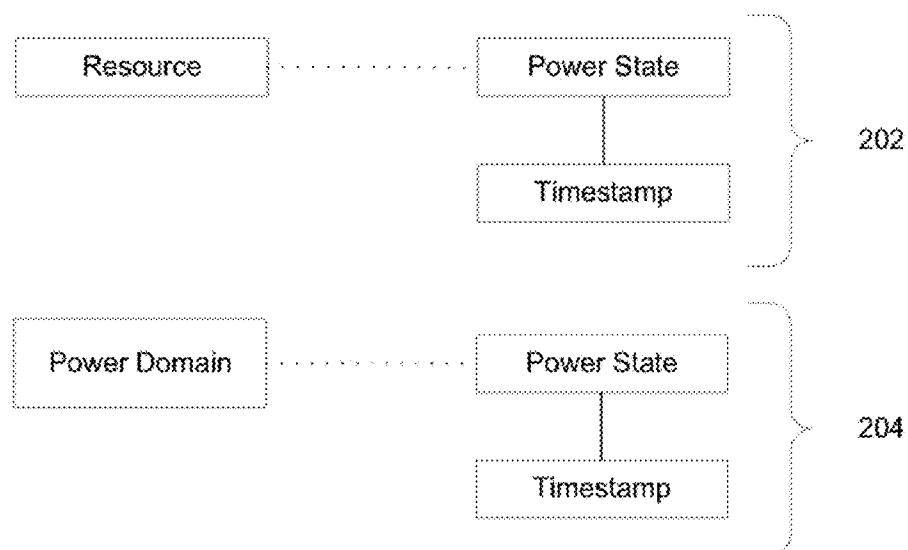 Resource
Power State
202
Timestamp
Power Domain
Power State
204
Timestamp